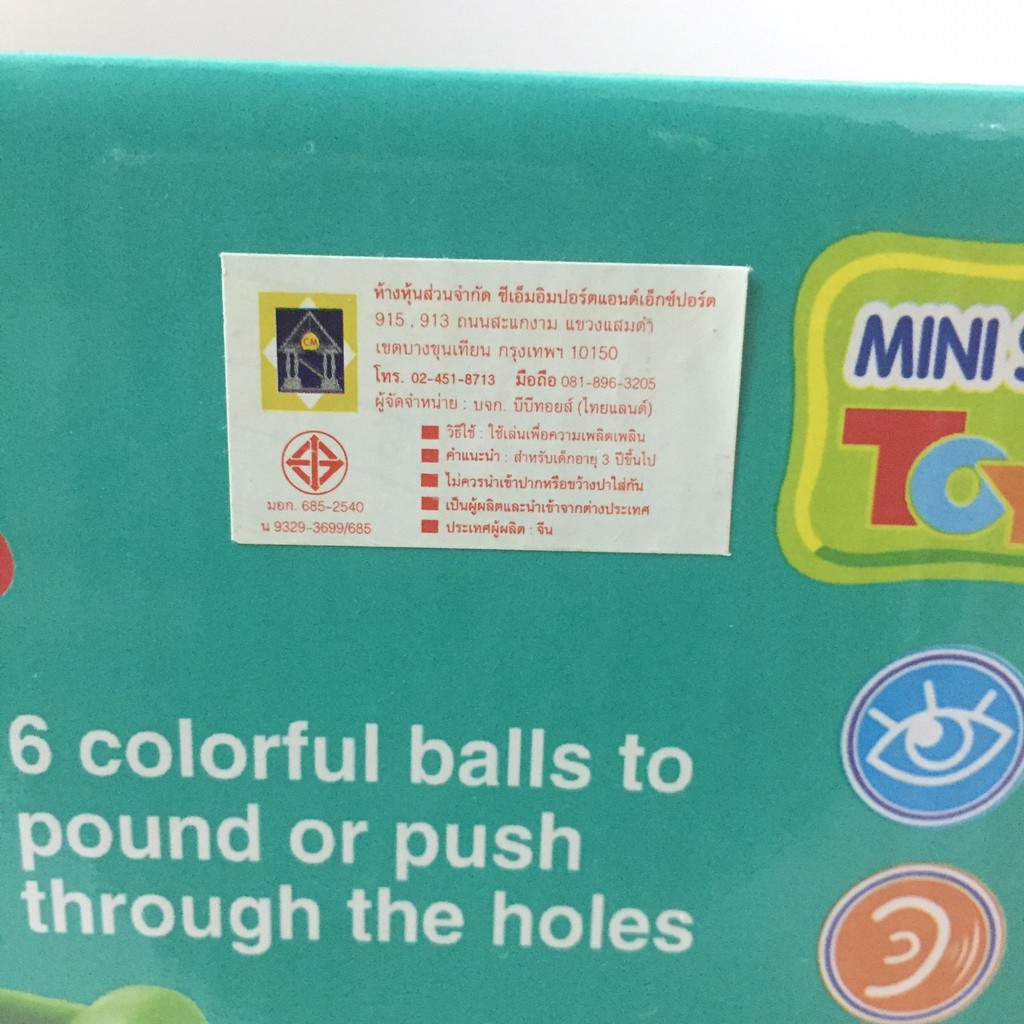 ห้างหุ้นส่วนจำกัด ซีเอ็มอิมปอร์ตแอนด์เอ็กซ์ปอร์ต
915 , 913 ถนนสะแกงาม แขวงแสมดำ
เขตบางขุนเทียน กรุงเทพฯ 10150
โทร. 02-451-8713 มือถือ 081-896-3205
ผู้จัดจำหน่าย : บจก. บีบีทอยส์ (ไทยแลนด์)
CM
วิธีใช้ : ใช้เล่นเพื่อความเพลิดเพลิน
คำแนะนำ : สำหรับเด็กอายุ 3 ปีขึ้นไป
ไม่ควรนำเข้าปากหรือขว้างปาใส่กัน
เป็นผู้ผลิตและนำเข้าจากต่างประเทศ
ประเทศผู้ผลิต : จีน
มอก. 685-2540
น 9329-3699/685
MINI
6 colorful balls to
pound or push
through the holes